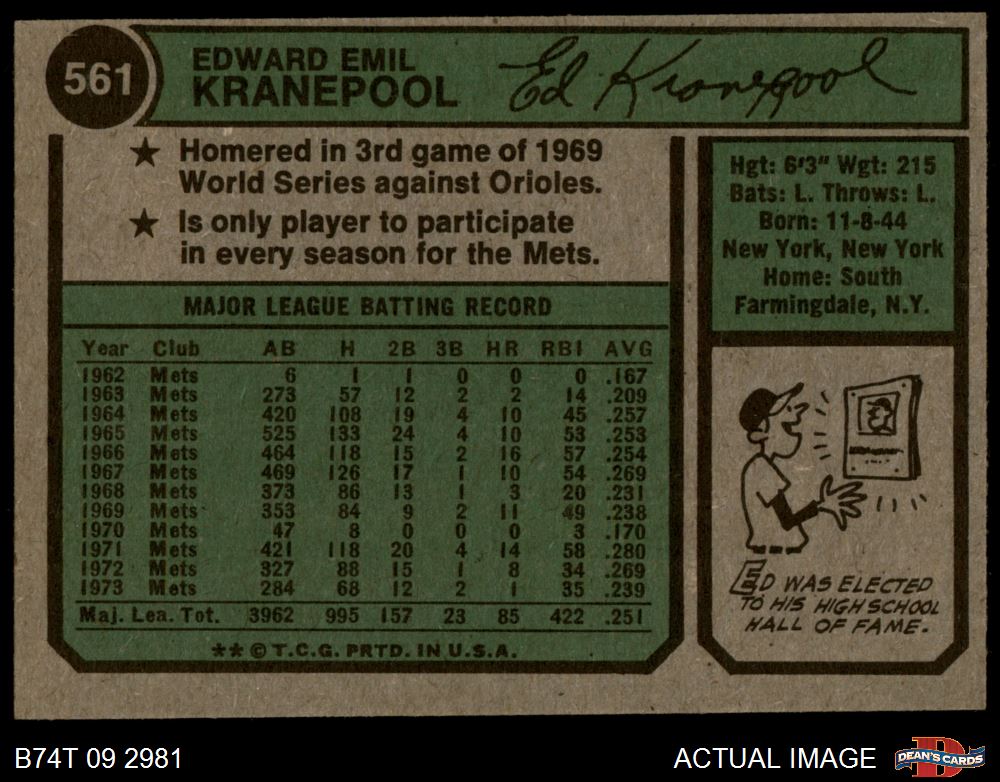 561
EDWARD EMIL
KRANEPOOL
Ed Kranepool
★ Homered in 3rd game of 1969
World Series against Orioles.
★ Is only player to participate
in every season for the Mets.
MAJOR LEAGUE BATTING RECORD
Year Club AB H 2B 3B HR RBI AVG
1962 Mets 6 1 1 0 0 0 .167
1963 Mets 273 57 12 2 2 14 .209
1964 Mets 420 108 19 4 10 45 .257
1965 Mets 525 133 24 4 10 53 .253
1966 Mets 464 118 15 2 16 57 .254
1967 Mets 469 126 17 1 10 54 .269
1968 Mets 373 86 13 1 3 20 .231
1969 Mets 353 84 9 2 11 49 .238
1970 Mets 47 8 0 0 0 3 .170
1971 Mets 421 118 20 4 14 58 .280
1972 Mets 327 88 15 1 8 34 .269
1973 Mets 284 68 12 2 1 35 .239
Maj. Lea. Tot. 3962 995 157 23 85 422 .251
** © T.C.G. PRTD. IN U.S.A.
Hgt: 6'3" Wgt: 215
Bats: L. Throws: L.
Born: 11-8-44
New York, New York
Home: South
Farmingdale, N.Y.
ED WAS ELECTED
TO HIS HIGH SCHOOL
HALL OF FAME.
B74T 09 2981
ACTUAL IMAGE
D
DEAN'S CARDS